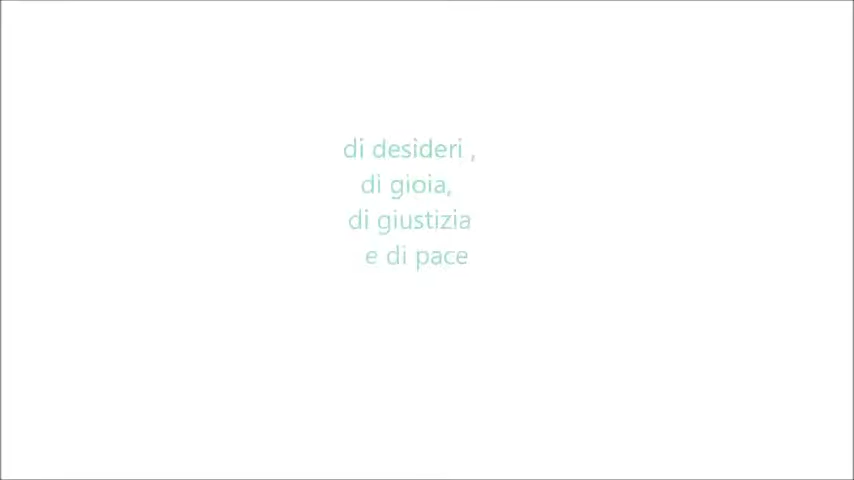 di desideri ,
di gioia,
di giustizia
e di pace